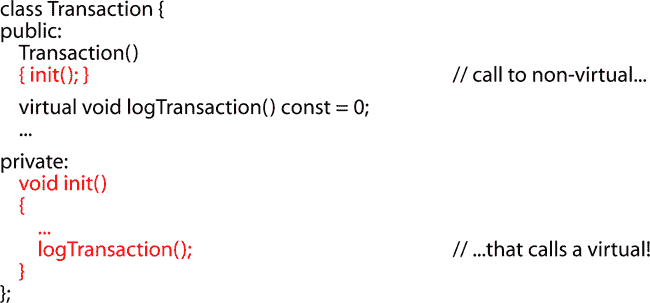 class Transaction {
public:
Transaction()
{ init(); } // call to non-virtual...
virtual void logTransaction() const = 0;
...
private:
void init()
{
...
logTransaction(); // ...that calls a virtual!
}
};